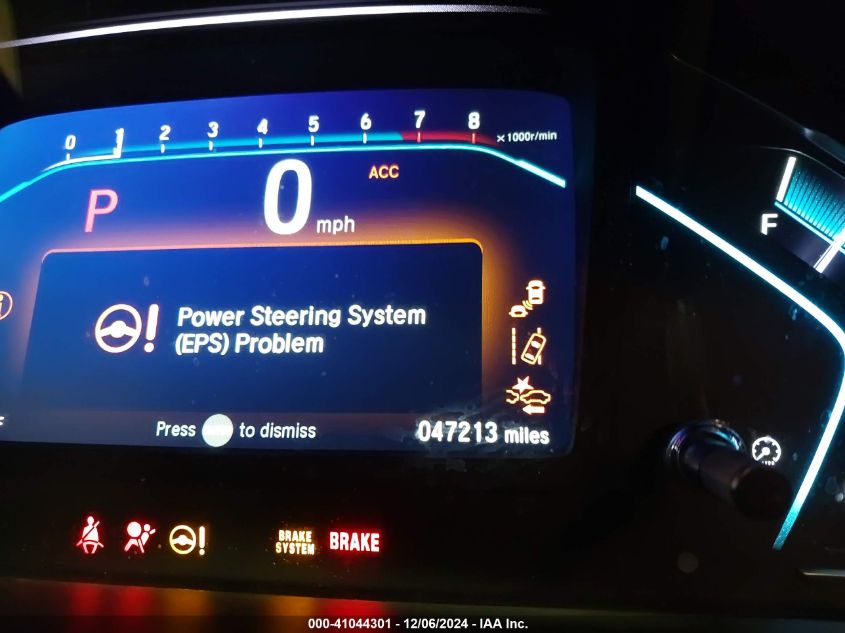 0 1 2 3 4 5 6 7 8 x1000r/min
P 0 mph ACC
F
Power Steering System
(EPS) Problem
Press to dismiss
047213 miles
BRAKE
SYSTEM
BRAKE
000-41044301 - 12/06/2024 - IAA Inc.